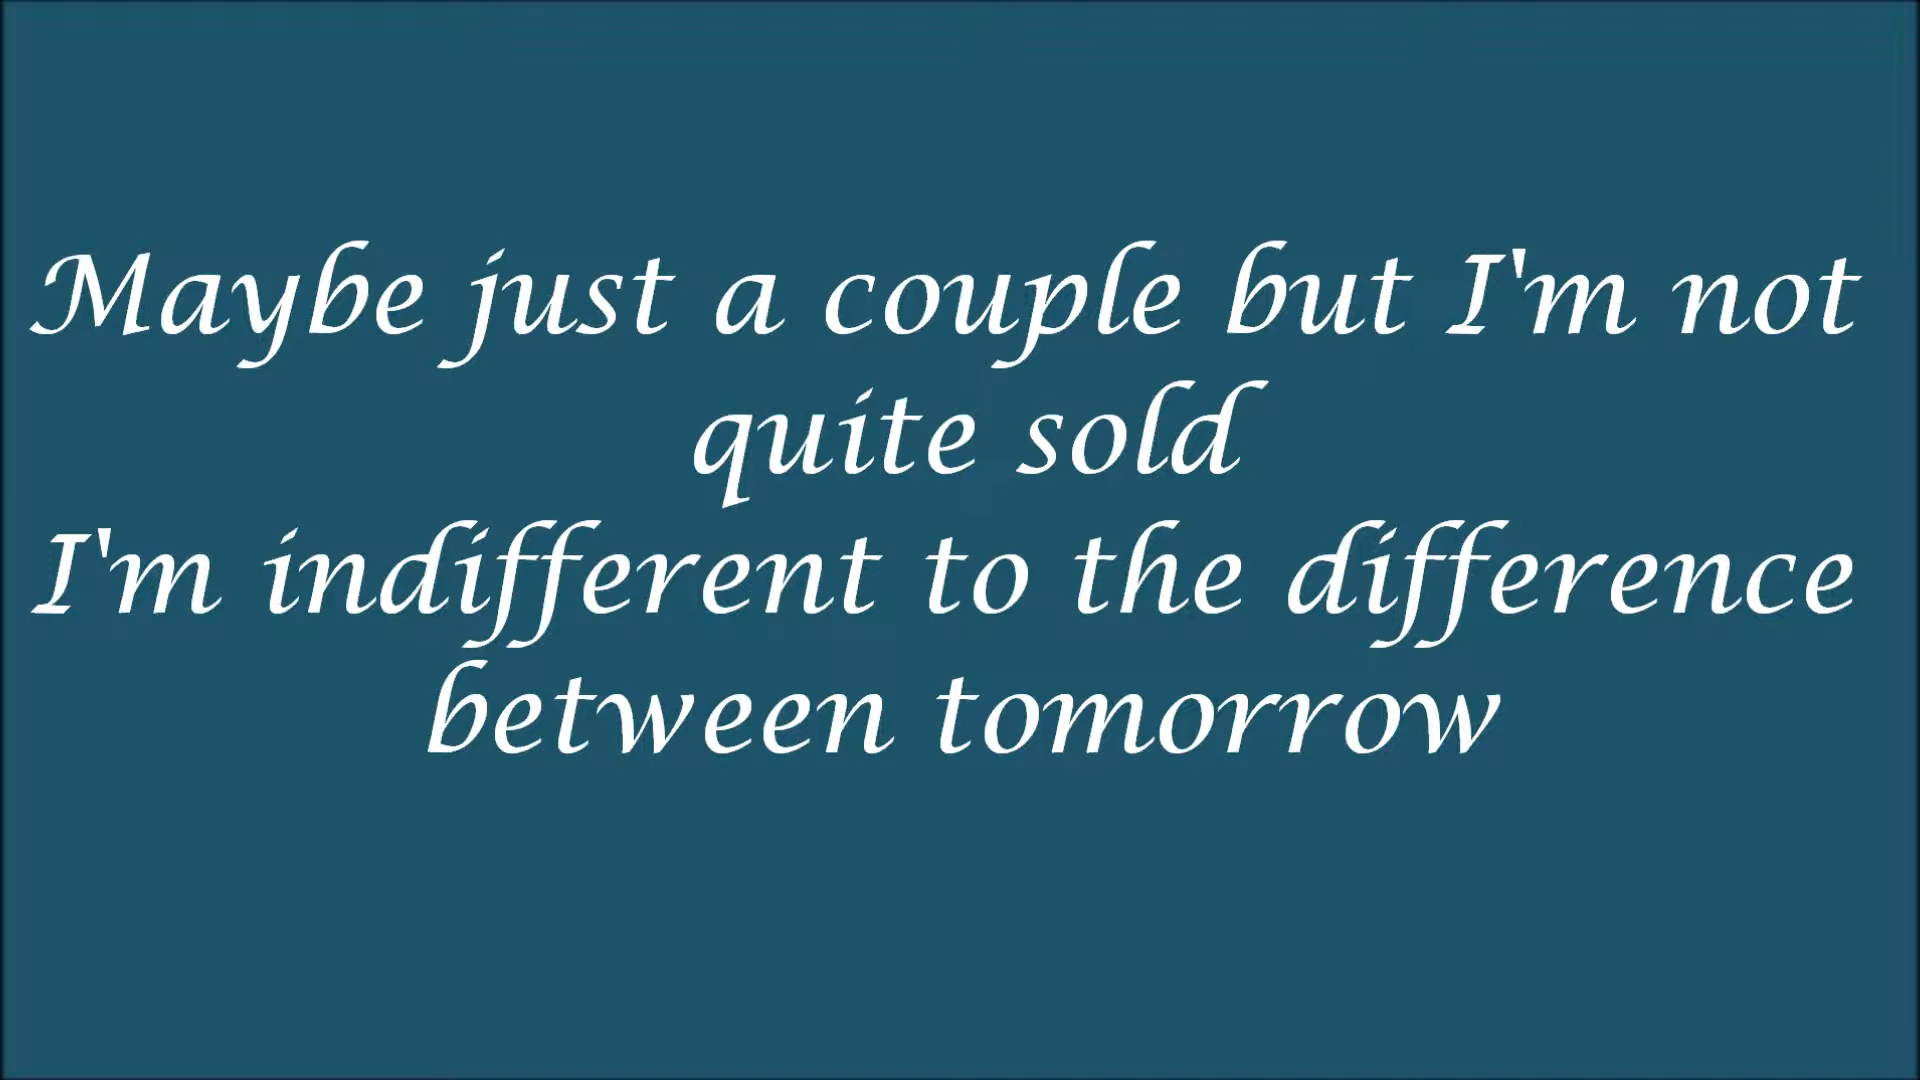 Maybe just a couple but I'm not
quite sold
I'm indifferent to the difference
between tomorrow